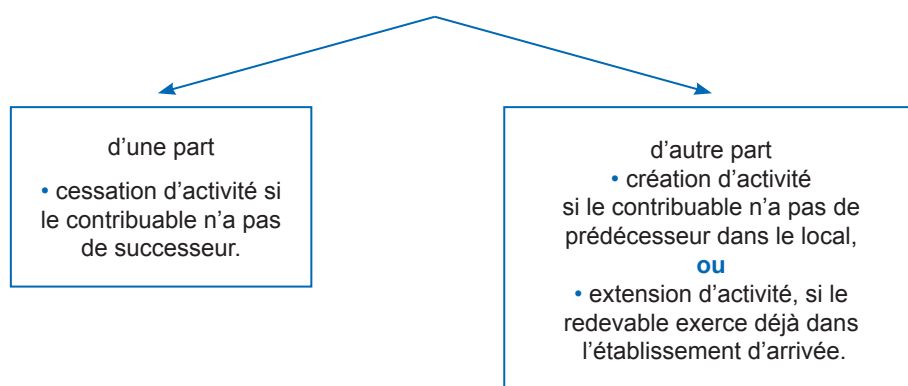 d’une part
• cessation d’activité si
le contribuable n’a pas
de successeur.
d’autre part
• création d’activité
si le contribuable n’a pas de
prédécesseur dans le local,
ou
• extension d’activité, si le
redevable exerce déjà dans
l’établissement d’arrivée.